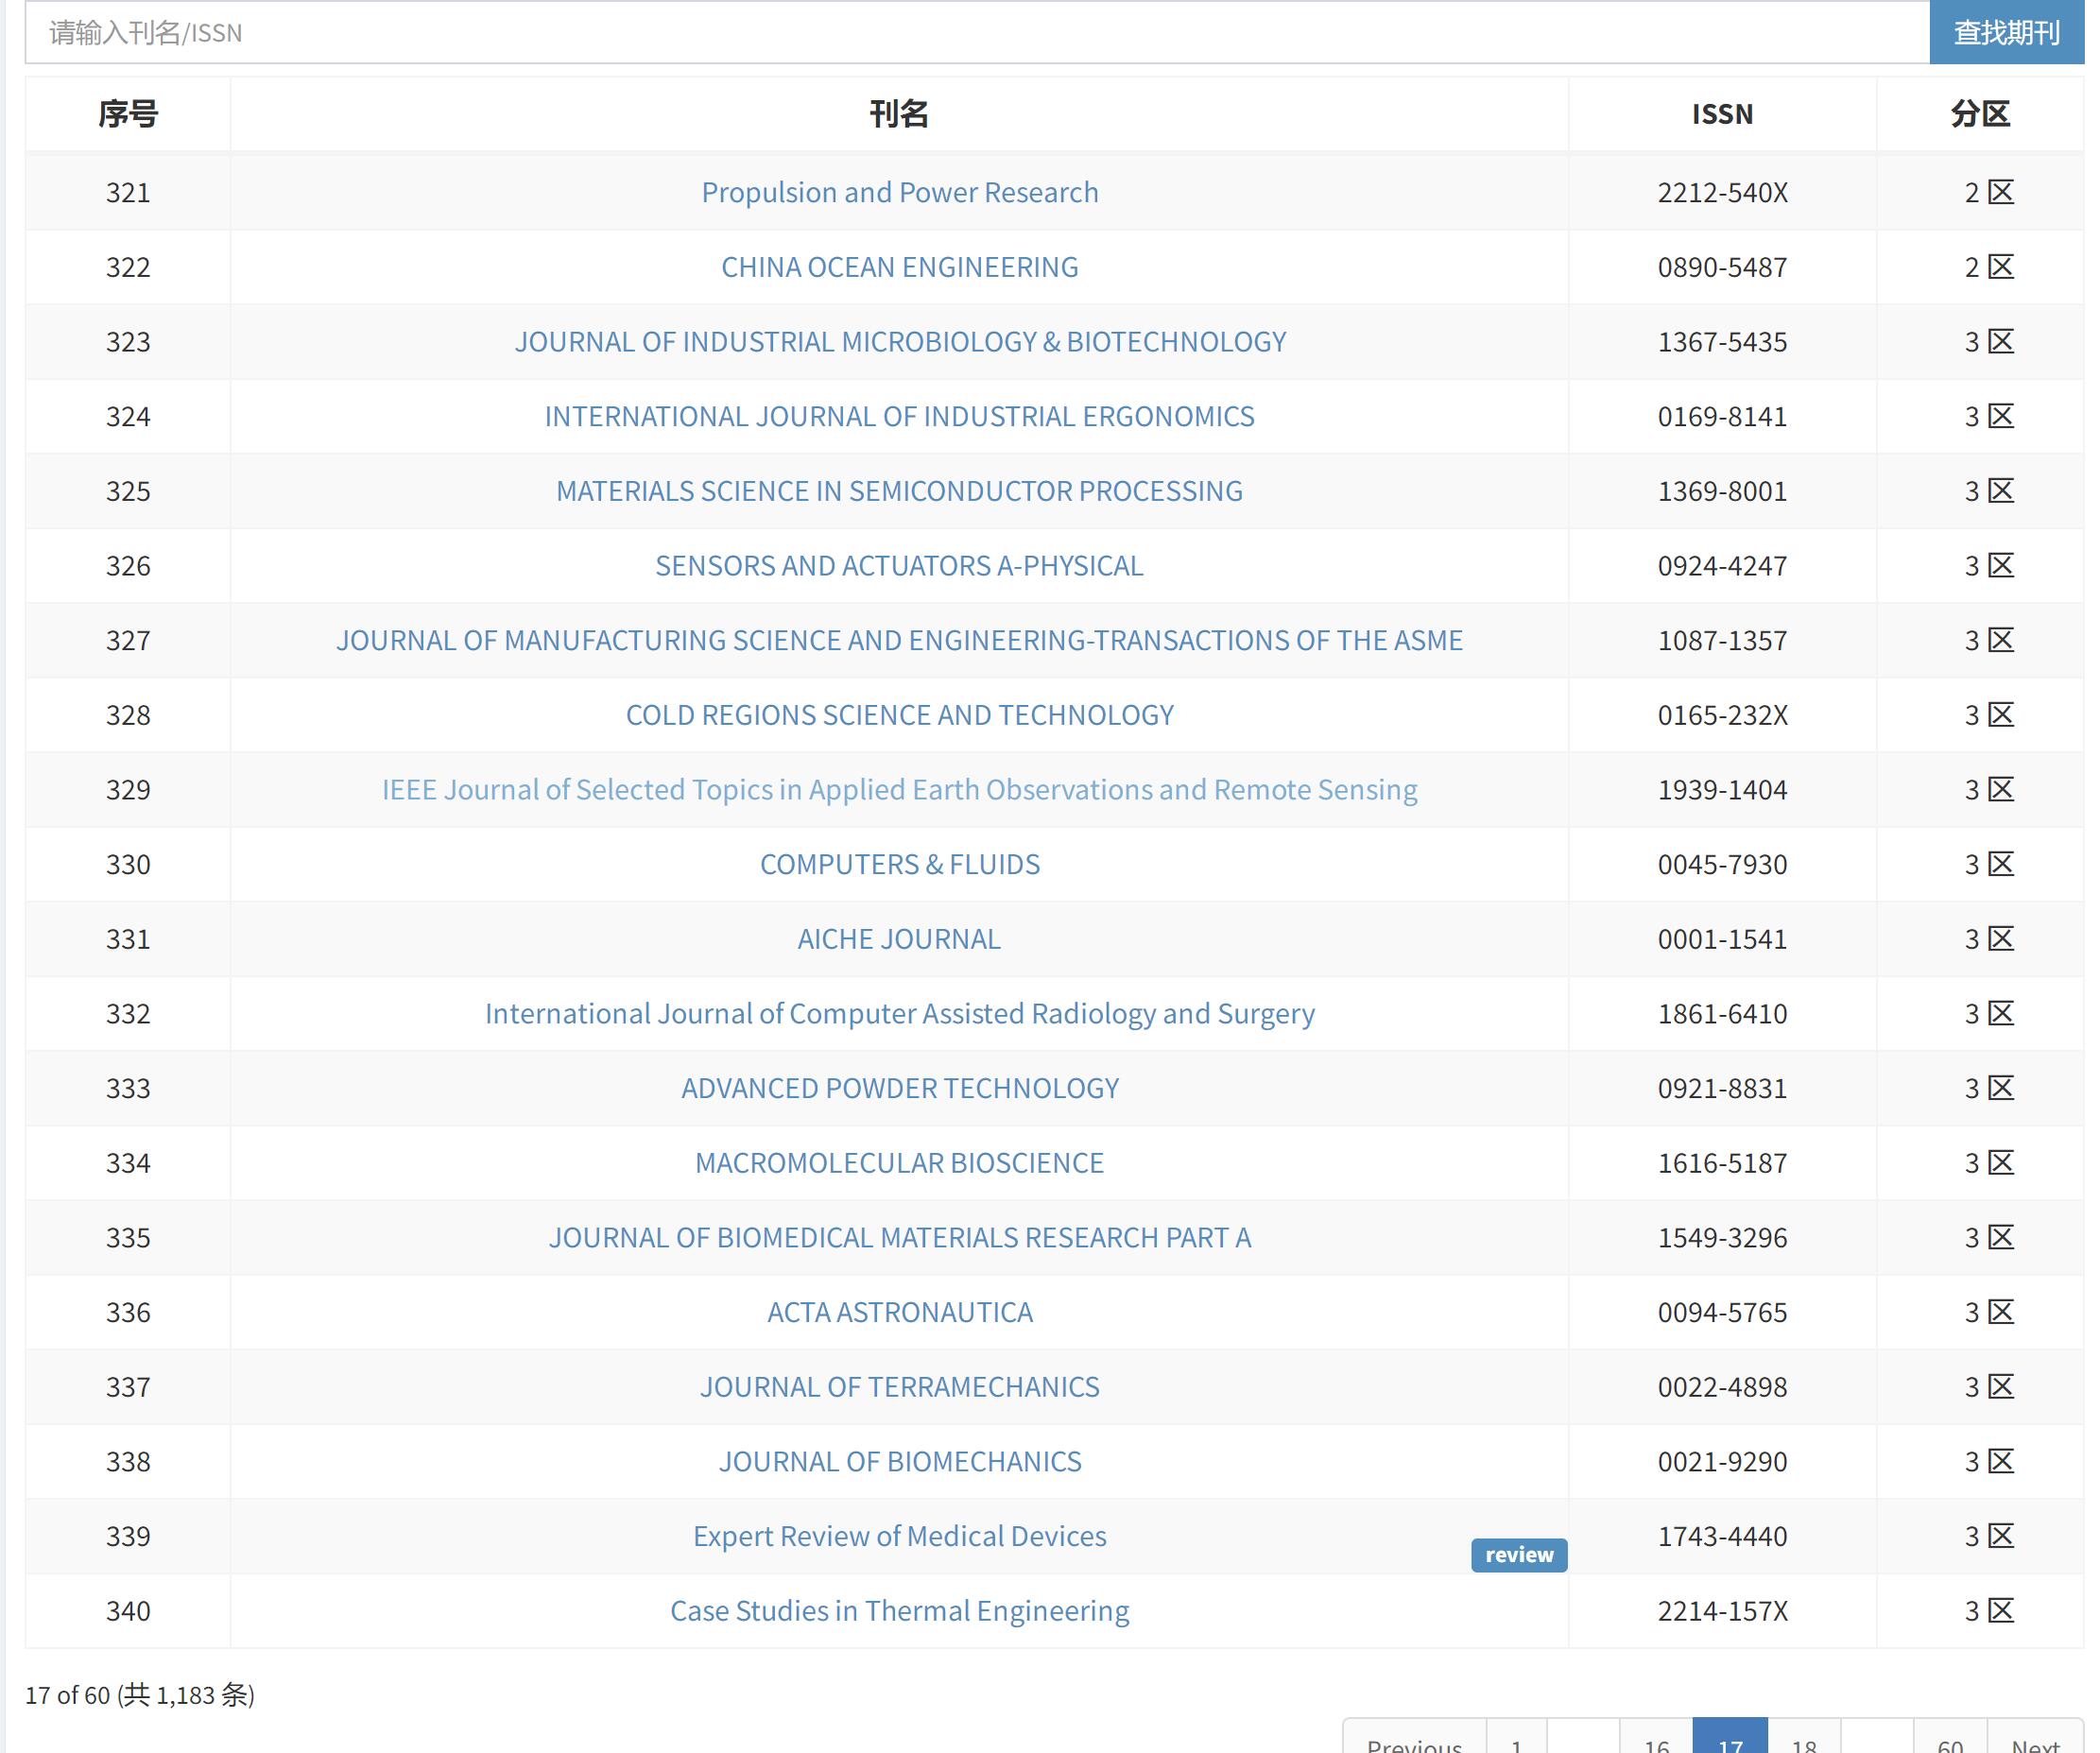 请输入刊名/ISSN 查找期刊
序号 刊名 ISSN 分区
321 Propulsion and Power Research 2212-540X 2 区
322 CHINA OCEAN ENGINEERING 0890-5487 2 区
323 JOURNAL OF INDUSTRIAL MICROBIOLOGY & BIOTECHNOLOGY 1367-5435 3 区
324 INTERNATIONAL JOURNAL OF INDUSTRIAL ERGONOMICS 0169-8141 3 区
325 MATERIALS SCIENCE IN SEMICONDUCTOR PROCESSING 1369-8001 3 区
326 SENSORS AND ACTUATORS A-PHYSICAL 0924-4247 3 区
327 JOURNAL OF MANUFACTURING SCIENCE AND ENGINEERING-TRANSACTIONS OF THE ASME 1087-1357 3 区
328 COLD REGIONS SCIENCE AND TECHNOLOGY 0165-232X 3 区
329 IEEE Journal of Selected Topics in Applied Earth Observations and Remote Sensing 1939-1404 3 区
330 COMPUTERS & FLUIDS 0045-7930 3 区
331 AICHE JOURNAL 0001-1541 3 区
332 International Journal of Computer Assisted Radiology and Surgery 1861-6410 3 区
333 ADVANCED POWDER TECHNOLOGY 0921-8831 3 区
334 MACROMOLECULAR BIOSCIENCE 1616-5187 3 区
335 JOURNAL OF BIOMEDICAL MATERIALS RESEARCH PART A 1549-3296 3 区
336 ACTA ASTRONAUTICA 0094-5765 3 区
337 JOURNAL OF TERRAMECHANICS 0022-4898 3 区
338 JOURNAL OF BIOMECHANICS 0021-9290 3 区
339 Expert Review of Medical Devices review 1743-4440 3 区
340 Case Studies in Thermal Engineering 2214-157X 3 区
17 of 60 (共 1,183 条)
Previous 1 16 17 18 60 Next